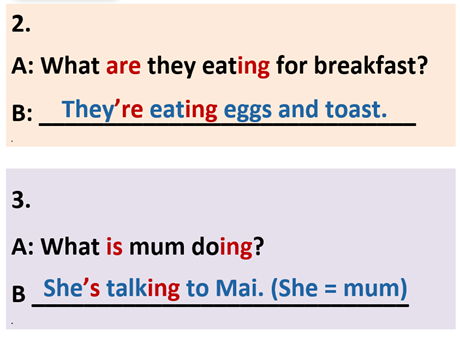 2.
A: What are they eating for breakfast?
B: They’re eating eggs and toast.
.
3.
A: What is mum doing?
B She’s talking to Mai. (She = mum)
.